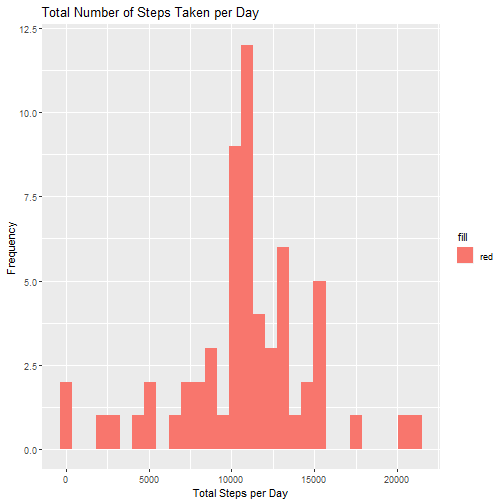 Total Number of Steps Taken per Day
12.5
10.0
7.5
5.0
2.5
0.0
Frequency
0 5000 10000 15000 20000
Total Steps per Day
fill
red